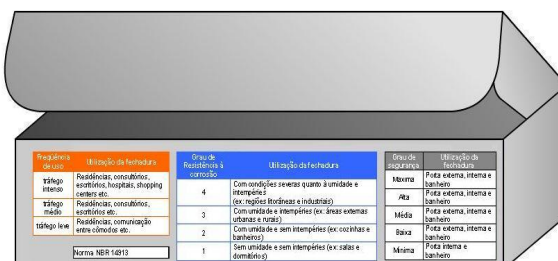 Frequência de uso
Utilização da fechadura
tráfego intenso
Residências, consultórios, escritórios, hospitais, shopping centers etc.
tráfego médio
Residências, consultórios, escritórios etc.
tráfego leve
Residências, comunicação entre cômodos etc.
Norma NBR 14913
Grau de Resistência à corrosão
Utilização da fechadura
4
Com condições severas quanto à umidade e intempéries
(ex: regiões litorâneas e industriais)
3
Com umidade e intempéries (ex: áreas externas urbanas e rurais)
2
Com umidade e sem intempéries (ex: cozinhas e banheiros)
1
Sem umidade e sem intempéries (ex: salas e dormitórios)
Grau de segurança
Utilização da fechadura
Máxima
Porta externa, interna e banheiro
Alta
Porta externa, interna e banheiro
Média
Porta externa, interna e banheiro
Baixa
Porta externa, interna e banheiro
Mínima
Porta interna e banheiro